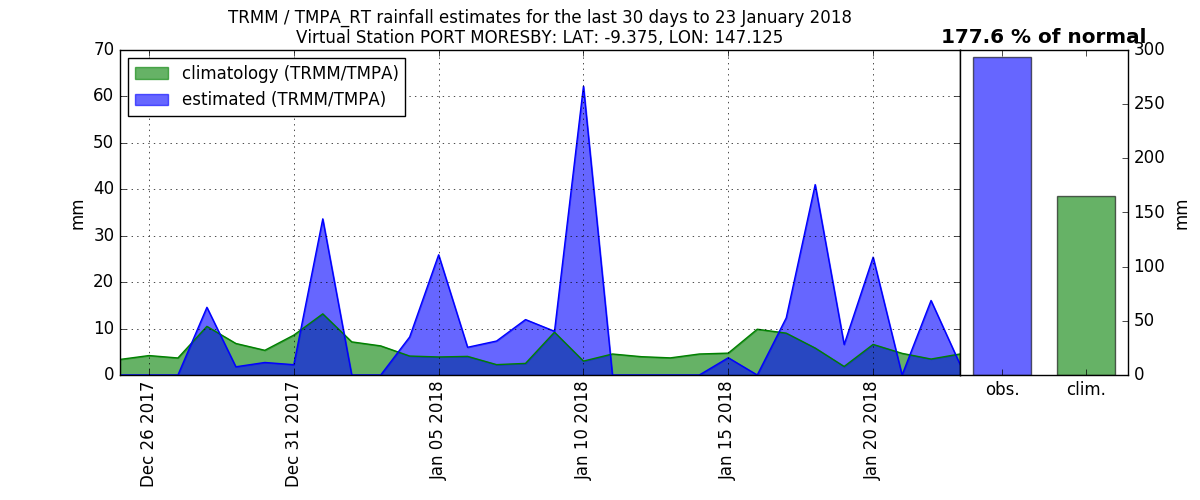 TRMM / TMPA_RT rainfall estimates for the last 30 days to 23 January 2018
Virtual Station PORT MORESBY: LAT: -9.375, LON: 147.125
177.6 % of normal
climatology (TRMM/TMPA)
estimated (TRMM/TMPA)
mm
70
60
50
40
30
20
10
0
Dec 26 2017
Dec 31 2017
Jan 05 2018
Jan 10 2018
Jan 15 2018
Jan 20 2018
obs.
clim.
300
250
200
150
100
50
0
mm